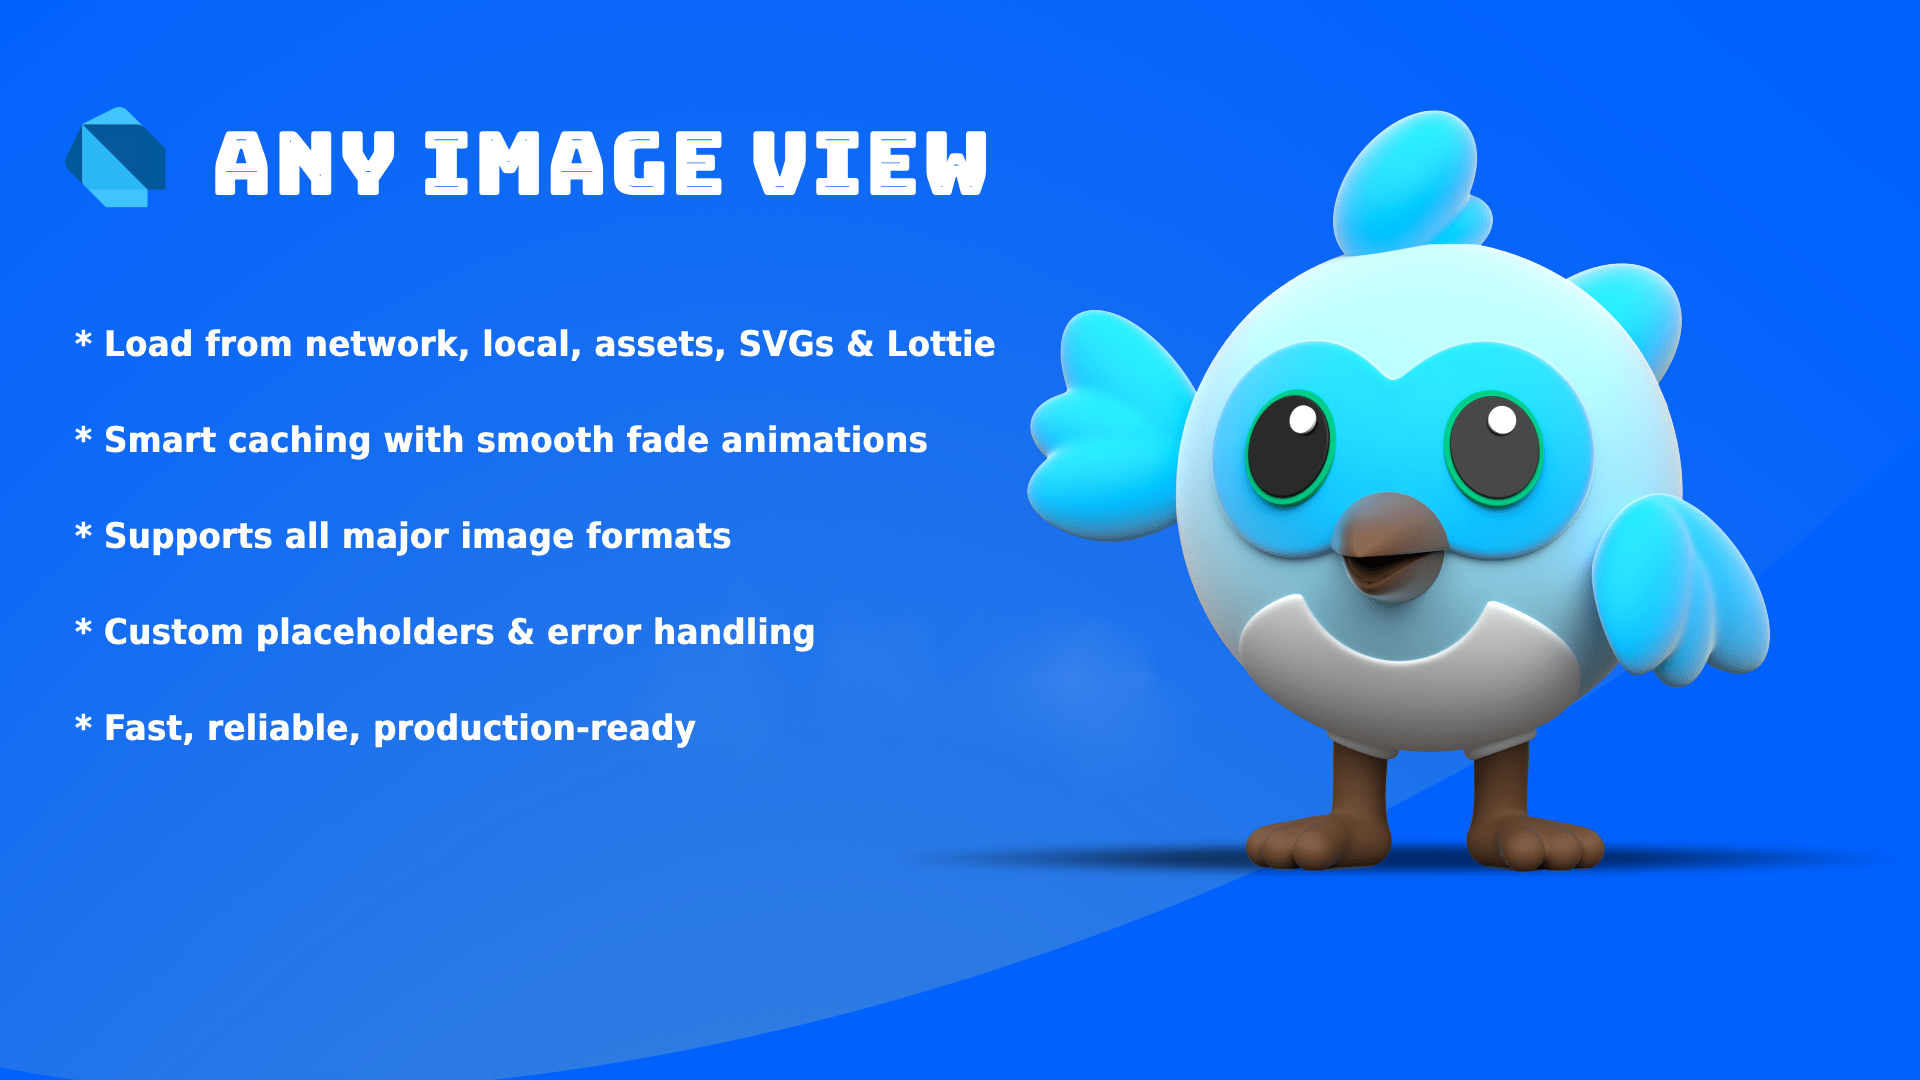 ANY IMAGE VIEW
* Load from network, local, assets, SVGs & Lottie
* Smart caching with smooth fade animations
* Supports all major image formats
* Custom placeholders & error handling
* Fast, reliable, production-ready